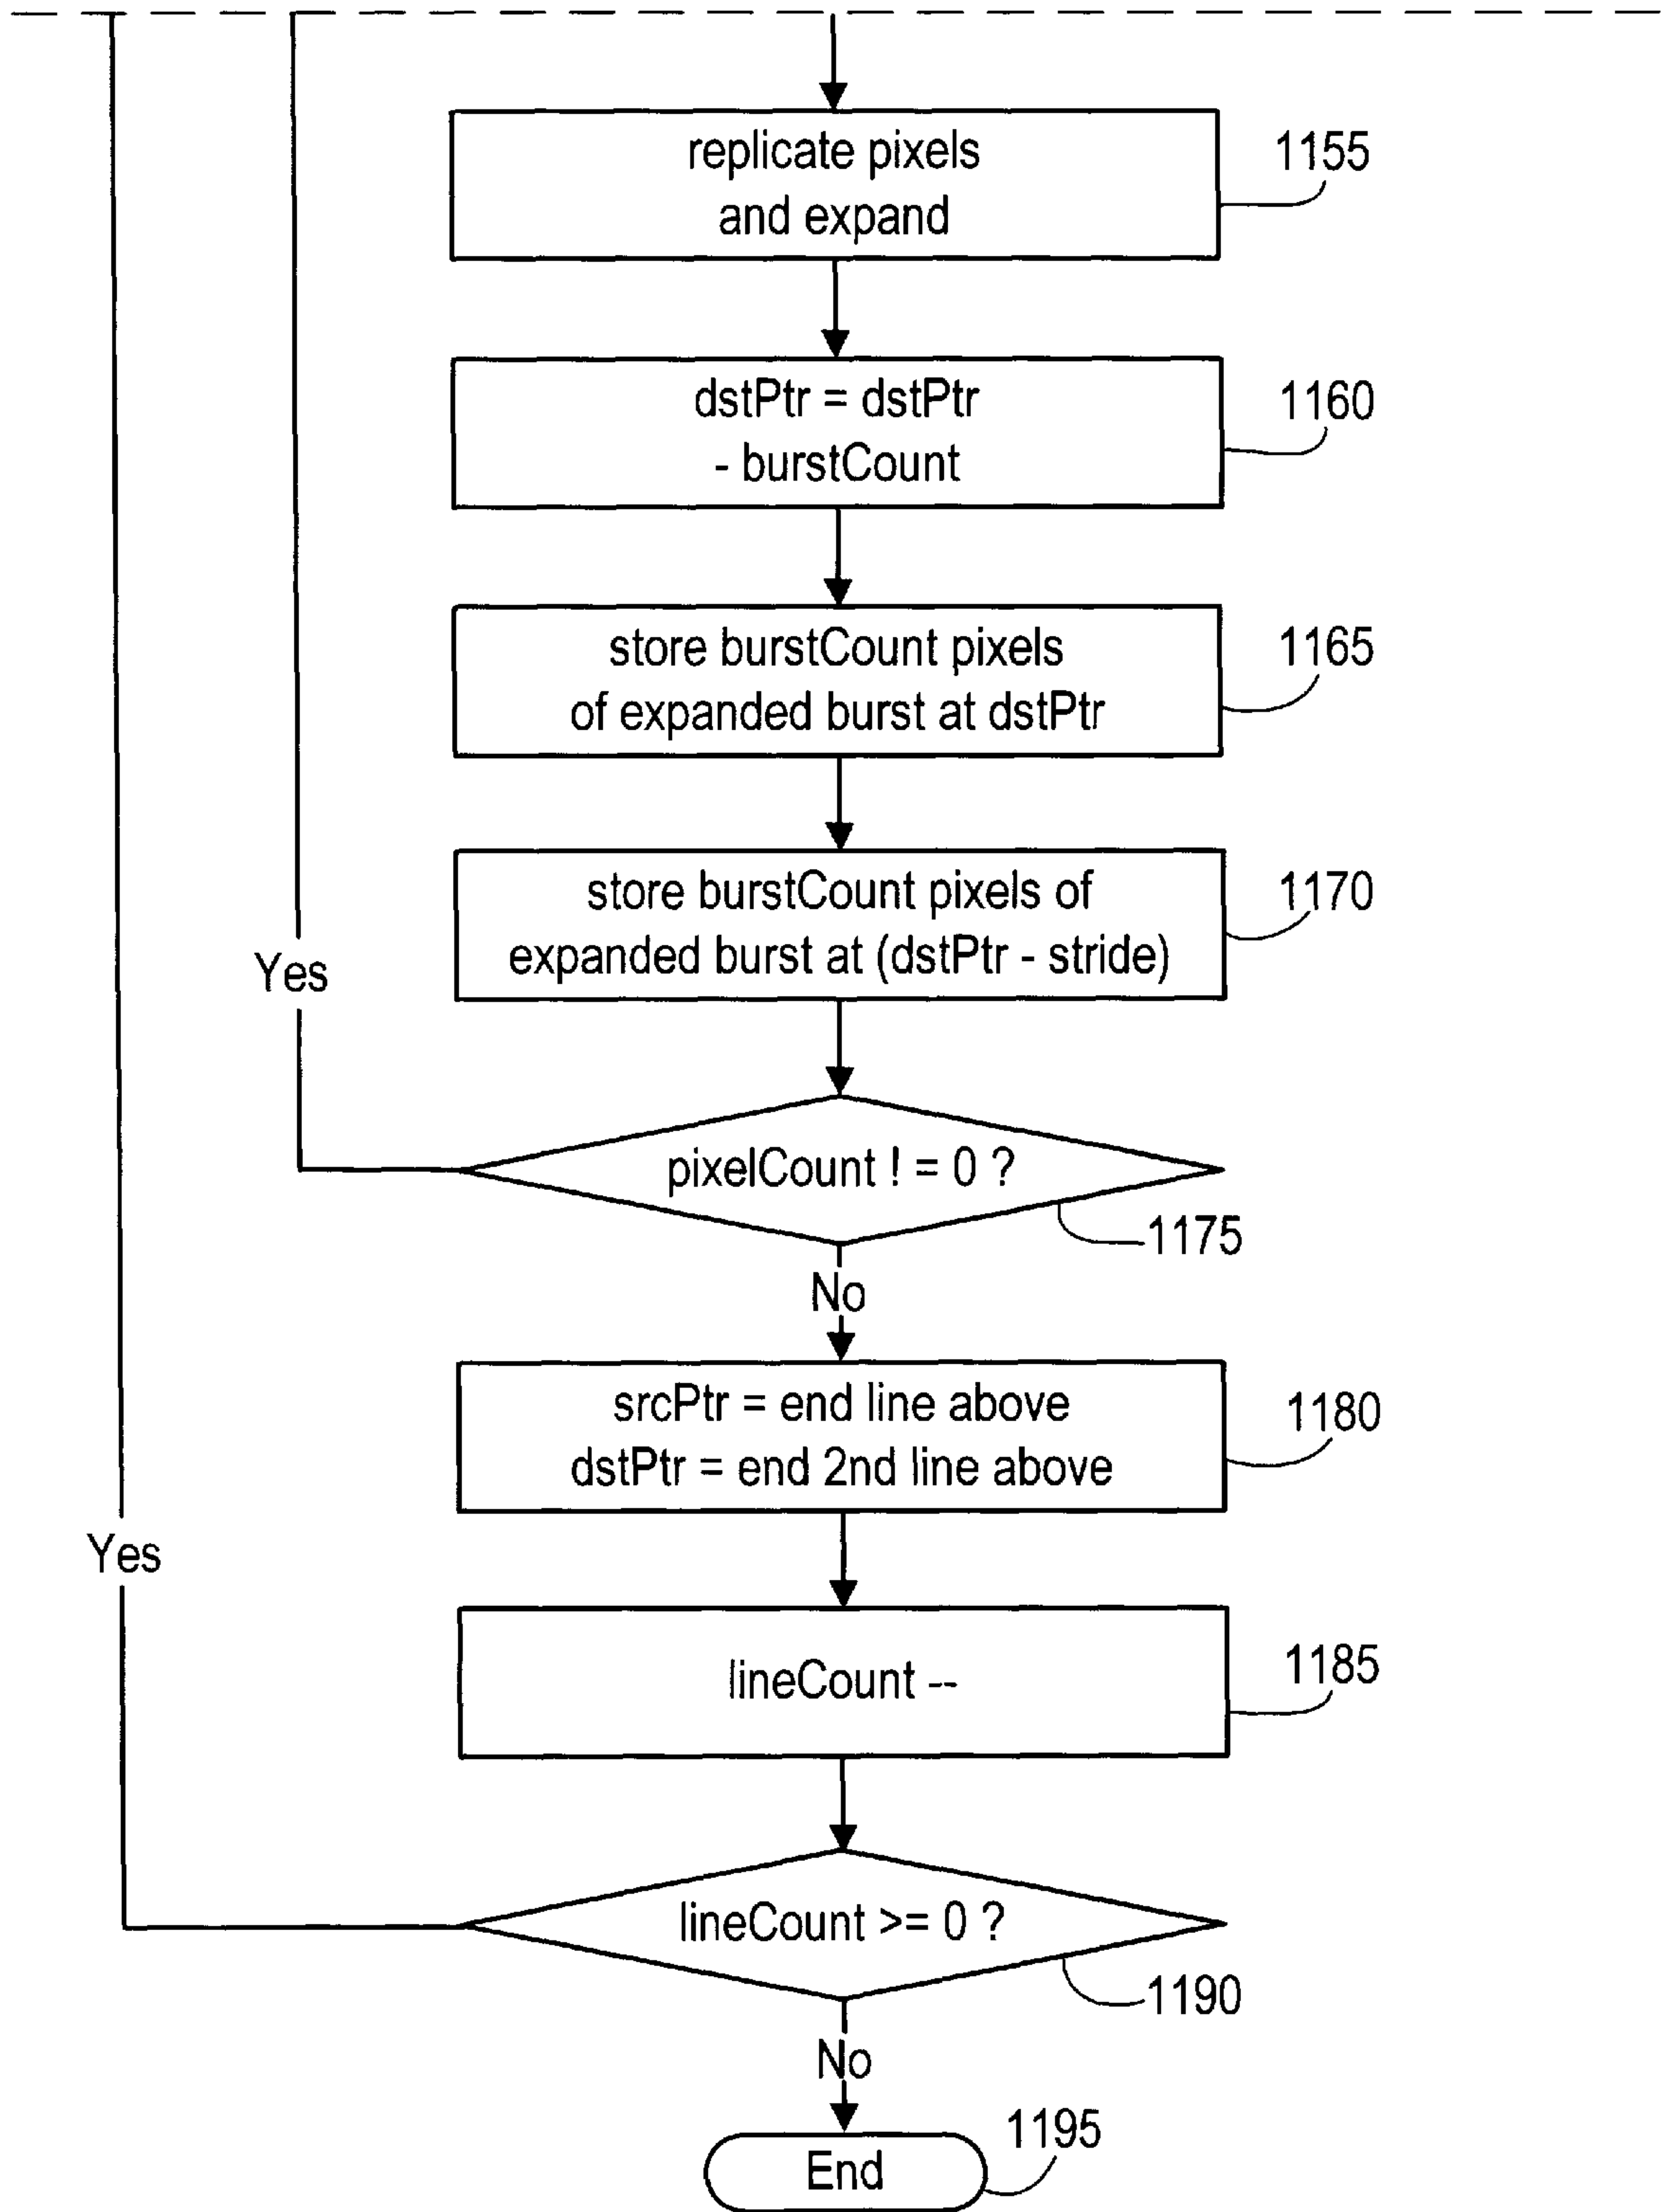 replicate pixels
and expand
1155
dstPtr = dstPtr
- burstCount
1160
store burstCount pixels
of expanded burst at dstPtr
1165
store burstCount pixels of
expanded burst at (dstPtr - stride)
1170
Yes
pixelCount ! = 0 ?
1175
No
srcPtr = end line above
dstPtr = end 2nd line above
1180
Yes
lineCount --
1185
lineCount >= 0 ?
1190
No
End
1195